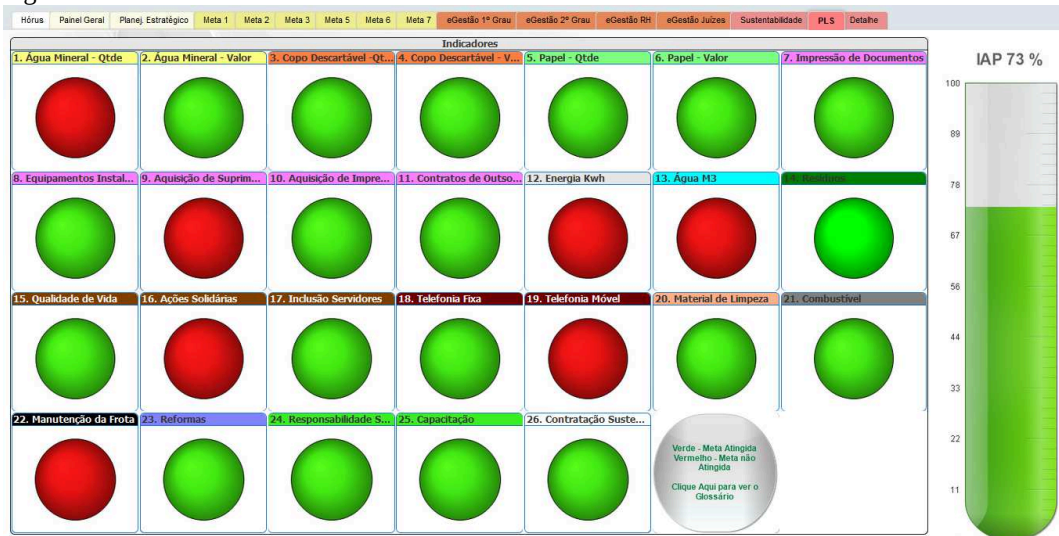 Hórus Painel Geral Planej. Estratégico Meta 1 Meta 2 Meta 3 Meta 5 Meta 6 Meta 7 eGestão 1º Grau eGestão 2º Grau eGestão RH eGestão Juízes Sustentabilidade PLS Detalhe
Indicadores
1. Água Mineral - Qtde 2. Água Mineral - Valor 3. Copo Descartável -Qt... 4. Copo Descartável - V... 5. Papel - Qtde 6. Papel - Valor 7. Impressão de Documentos
8. Equipamentos Instal... 9. Aquisição de Suprim... 10. Aquisição de Impre... 11. Contratos de Outso... 12. Energia Kwh 13. Água M3 14. Resíduos
15. Qualidade de Vida 16. Ações Solidárias 17. Inclusão Servidores 18. Telefonia Fixa 19. Telefonia Móvel 20. Material de Limpeza 21. Combustível
22. Manutenção da Frota 23. Reformas 24. Responsabilidade S... 25. Capacitação 26. Contratação Suste...
Verde - Meta Atingida
Vermelho - Meta não
Atingida
Clique Aqui para ver o
Glossário
IAP 73 %
100
89
78
67
56
44
33
22
11